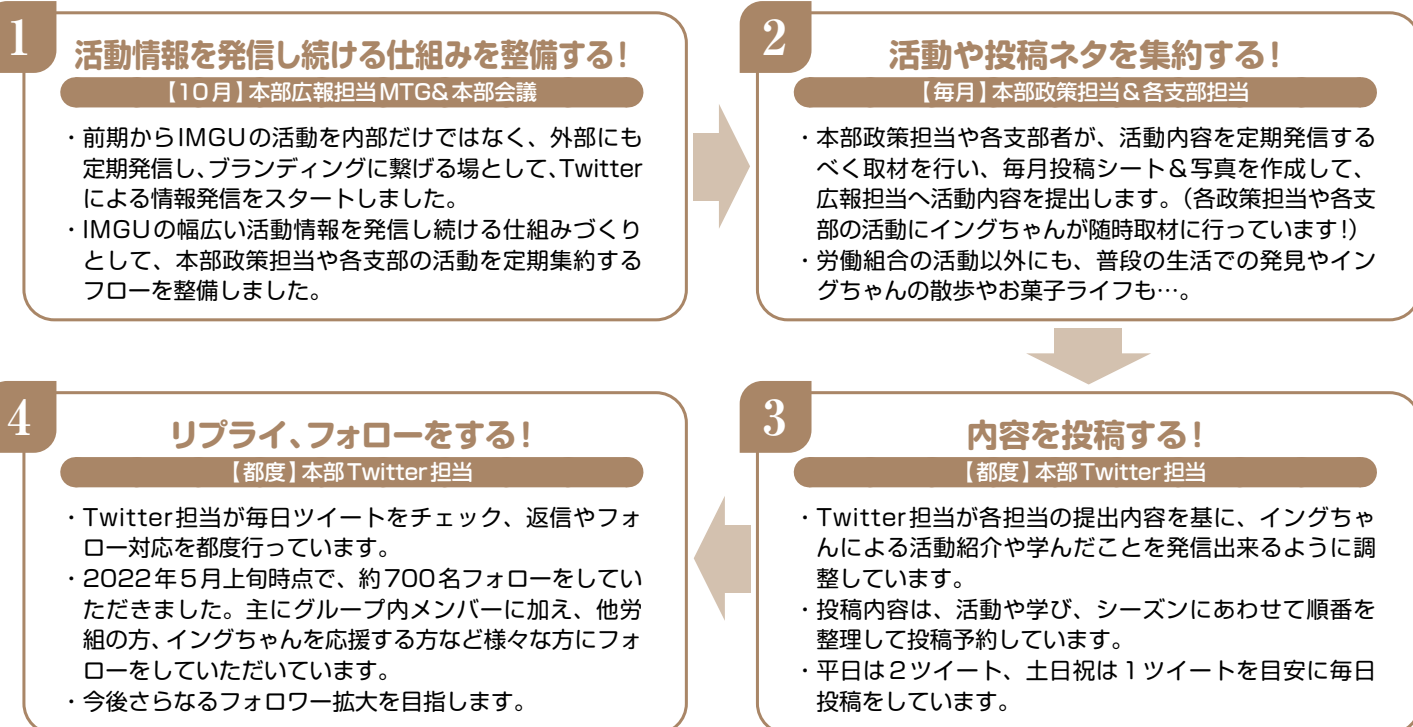 1
活動情報を発信し続ける仕組みを整備する！
【10月】本部広報担当MTG&本部会議
・前期からIMGUの活動を内部だけではなく、外部にも
定期発信し、ブランディングに繋げる場として、Twitter
による情報発信をスタートしました。
・IMGUの幅広い活動情報を発信し続ける仕組みづくり
として、本部政策担当や各支部の活動を定期集約する
フローを整備しました。
2
活動や投稿ネタを集約する！
【毎月】本部政策担当&各支部担当
・本部政策担当や各支部者が、活動内容を定期発信する
べく取材を行い、毎月投稿シート&写真を作成して、
広報担当へ活動内容を提出します。（各政策担当や各支
部の活動にイングちゃんが随時取材に行っています！）
・労働組合の活動以外にも、普段の生活での発見やイン
グちゃんの散歩やお菓子ライフも…。
3
内容を投稿する！
【都度】本部Twitter担当
・Twitter担当が各担当の提出内容を基に、イングちゃ
んによる活動紹介や学んだことを発信出来るように調
整しています。
・投稿内容は、活動や学び、シーズンにあわせて順番を
整理して投稿予約しています。
・平日は2ツイート、土日祝は1ツイートを目安に毎日
投稿をしています。
4
リプライ、フォローをする！
【都度】本部Twitter担当
・Twitter担当が毎日ツイートをチェック、返信やフォ
ロー対応を都度行っています。
・2022年5月上旬時点で、約700名フォローをしてい
ただきました。主にグループ内メンバーに加え、他労
組の方、イングちゃんを応援する方など様々な方にフォ
ローをしていただいています。
・今後さらなるフォロワー拡大を目指します。